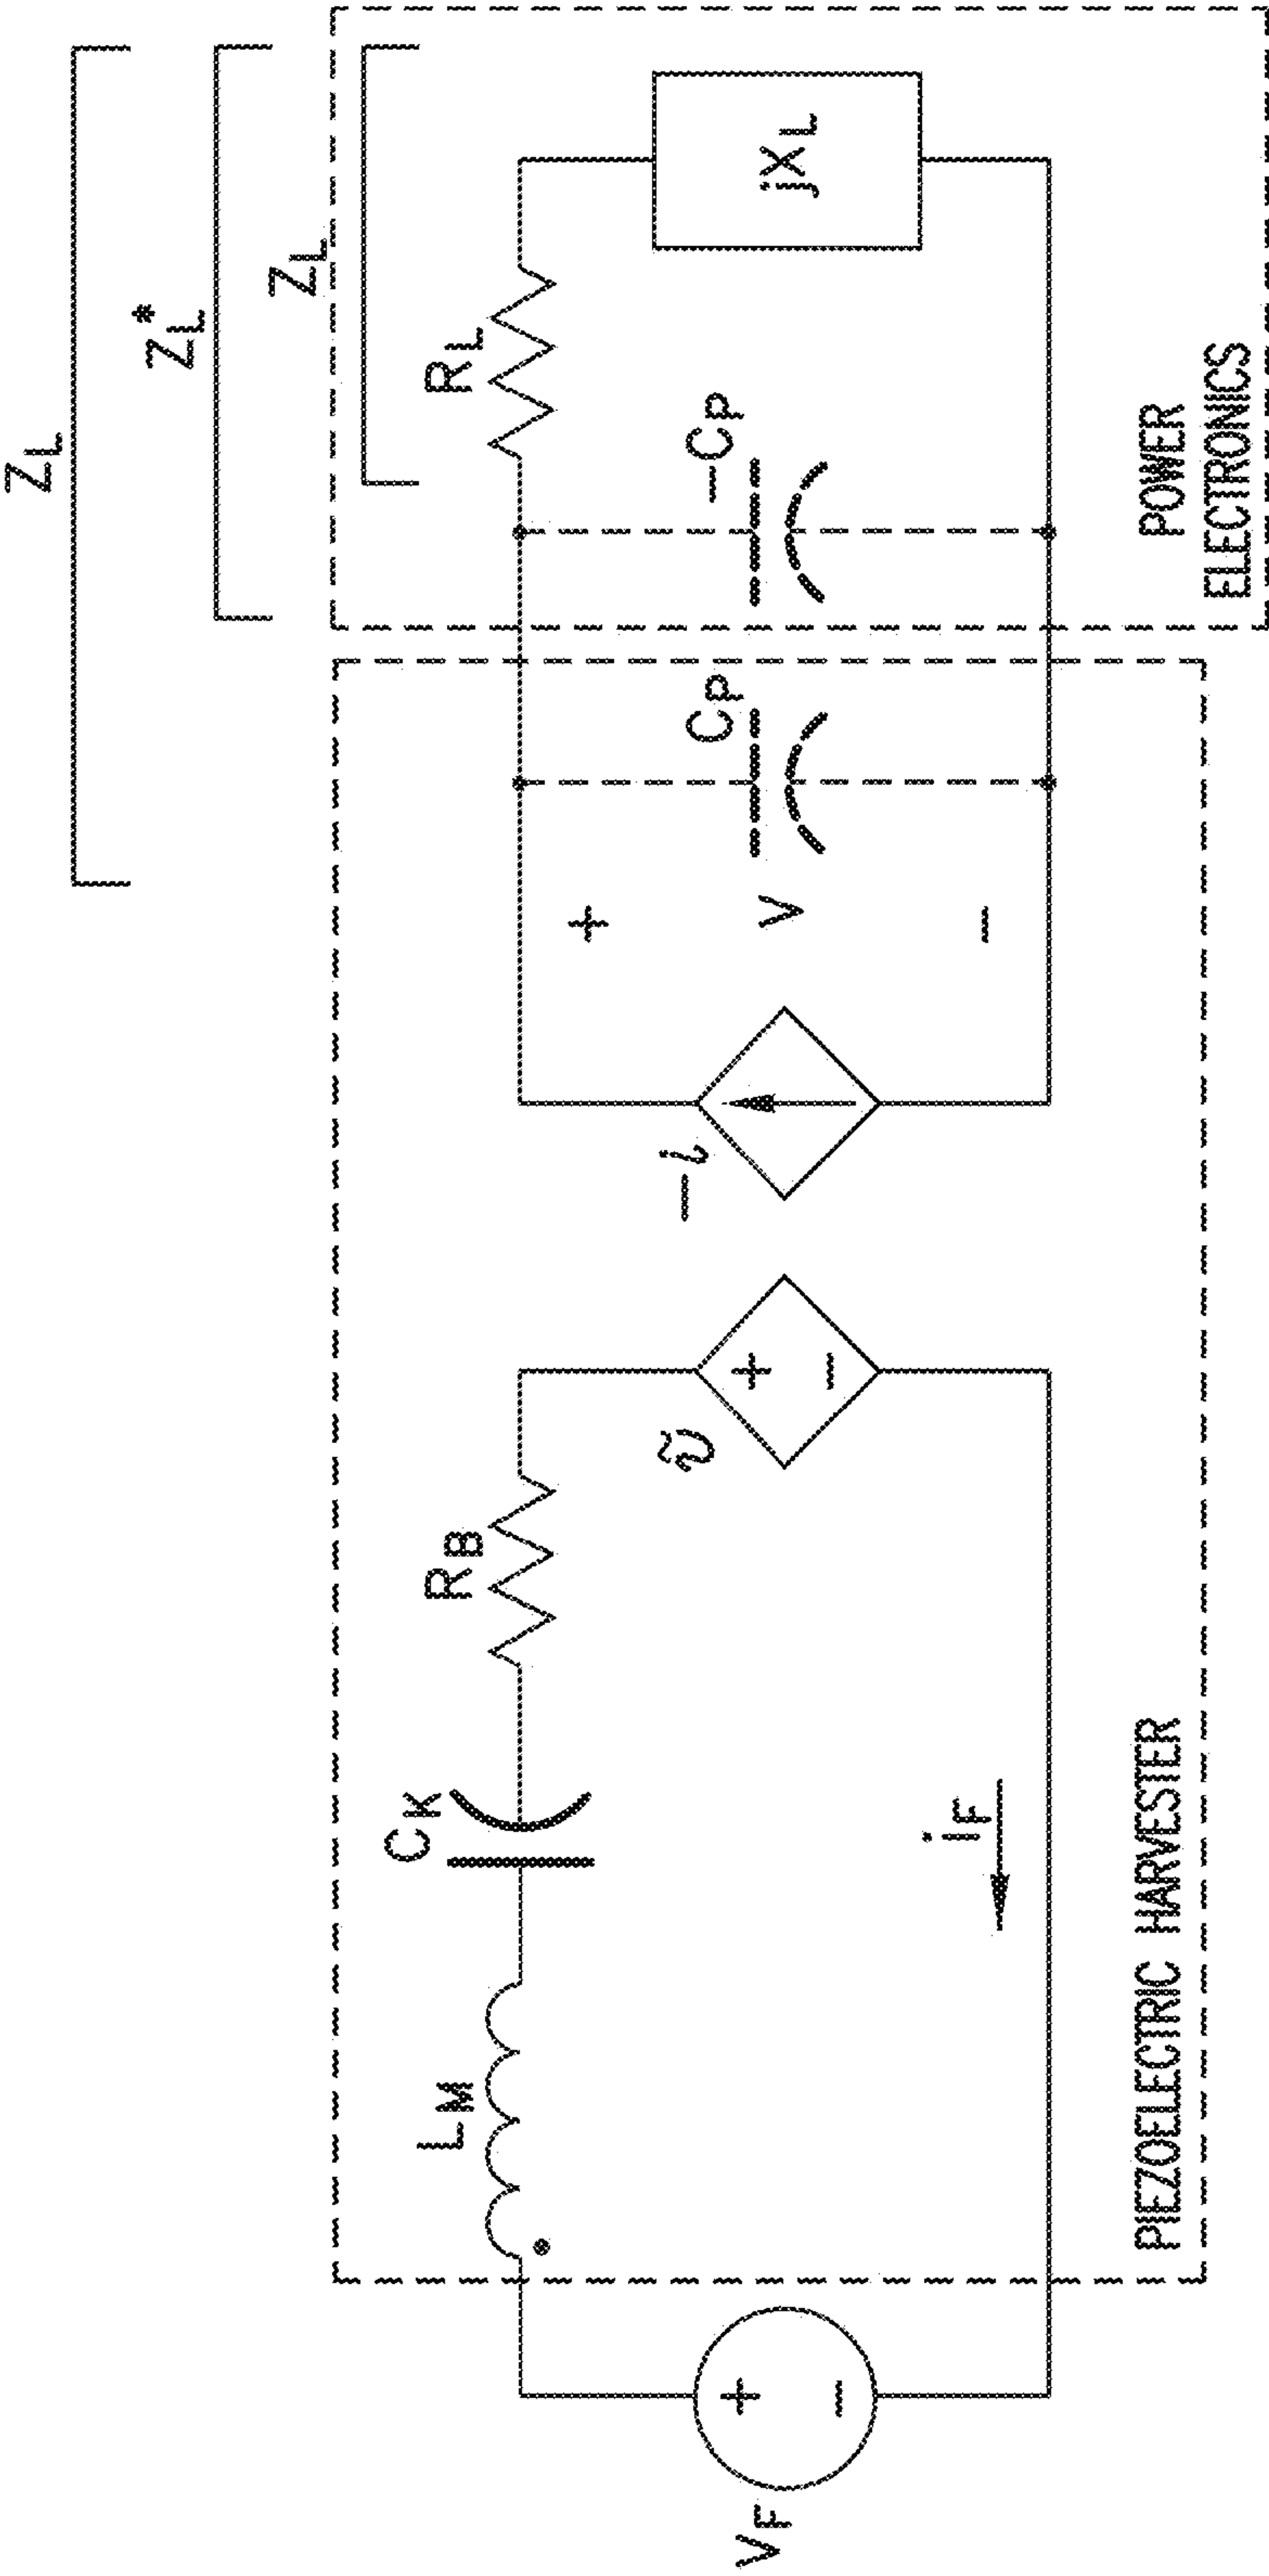 Z_L
Z_L^*
Z_L
V_F
+
−
L_M
C_K
R_B
ṽ
+
−
i_F
−i
+
V
−
C_P
−C_P
R_L
jX_L
PIEZOELECTRIC HARVESTER
POWER
ELECTRONICS